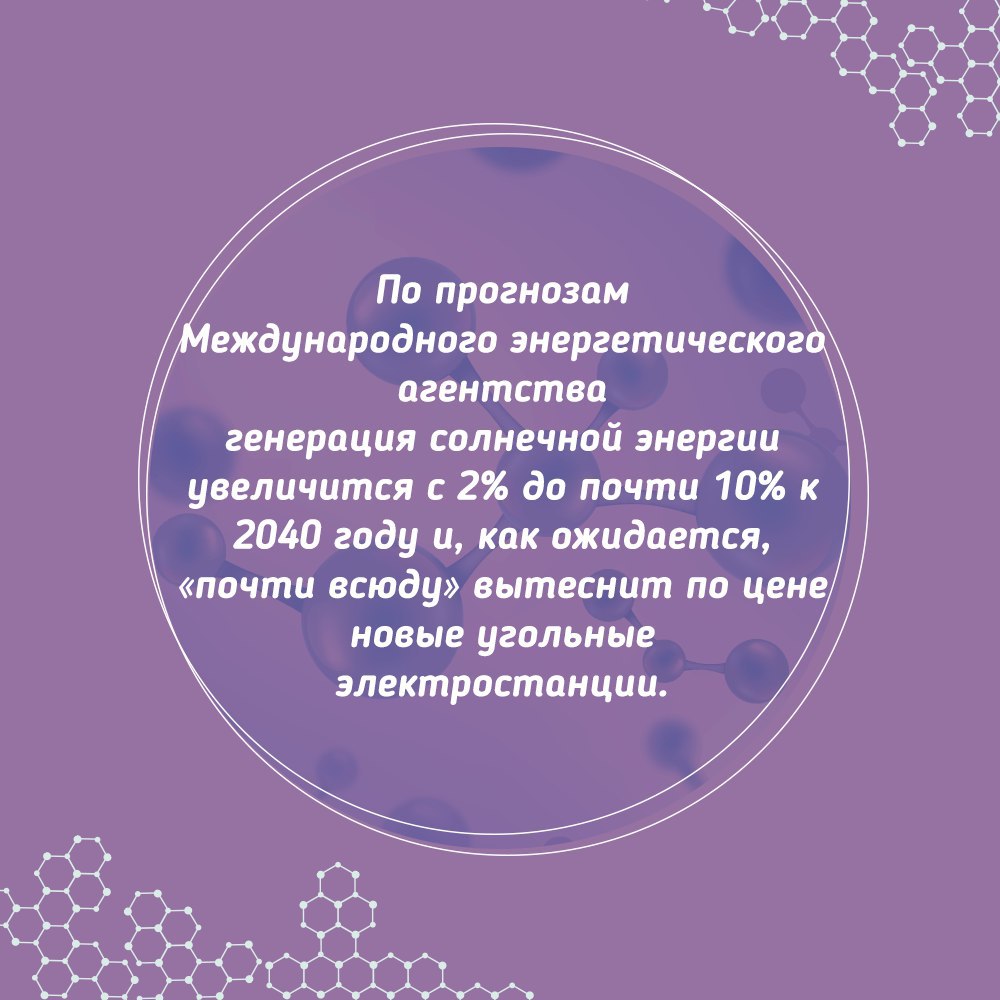 По прогнозам
Международного энергетического
агентства
генерация солнечной энергии
увеличится с 2% до почти 10% к
2040 году и, как ожидается,
«почти всюду» вытеснит по цене
новые угольные
электростанции.